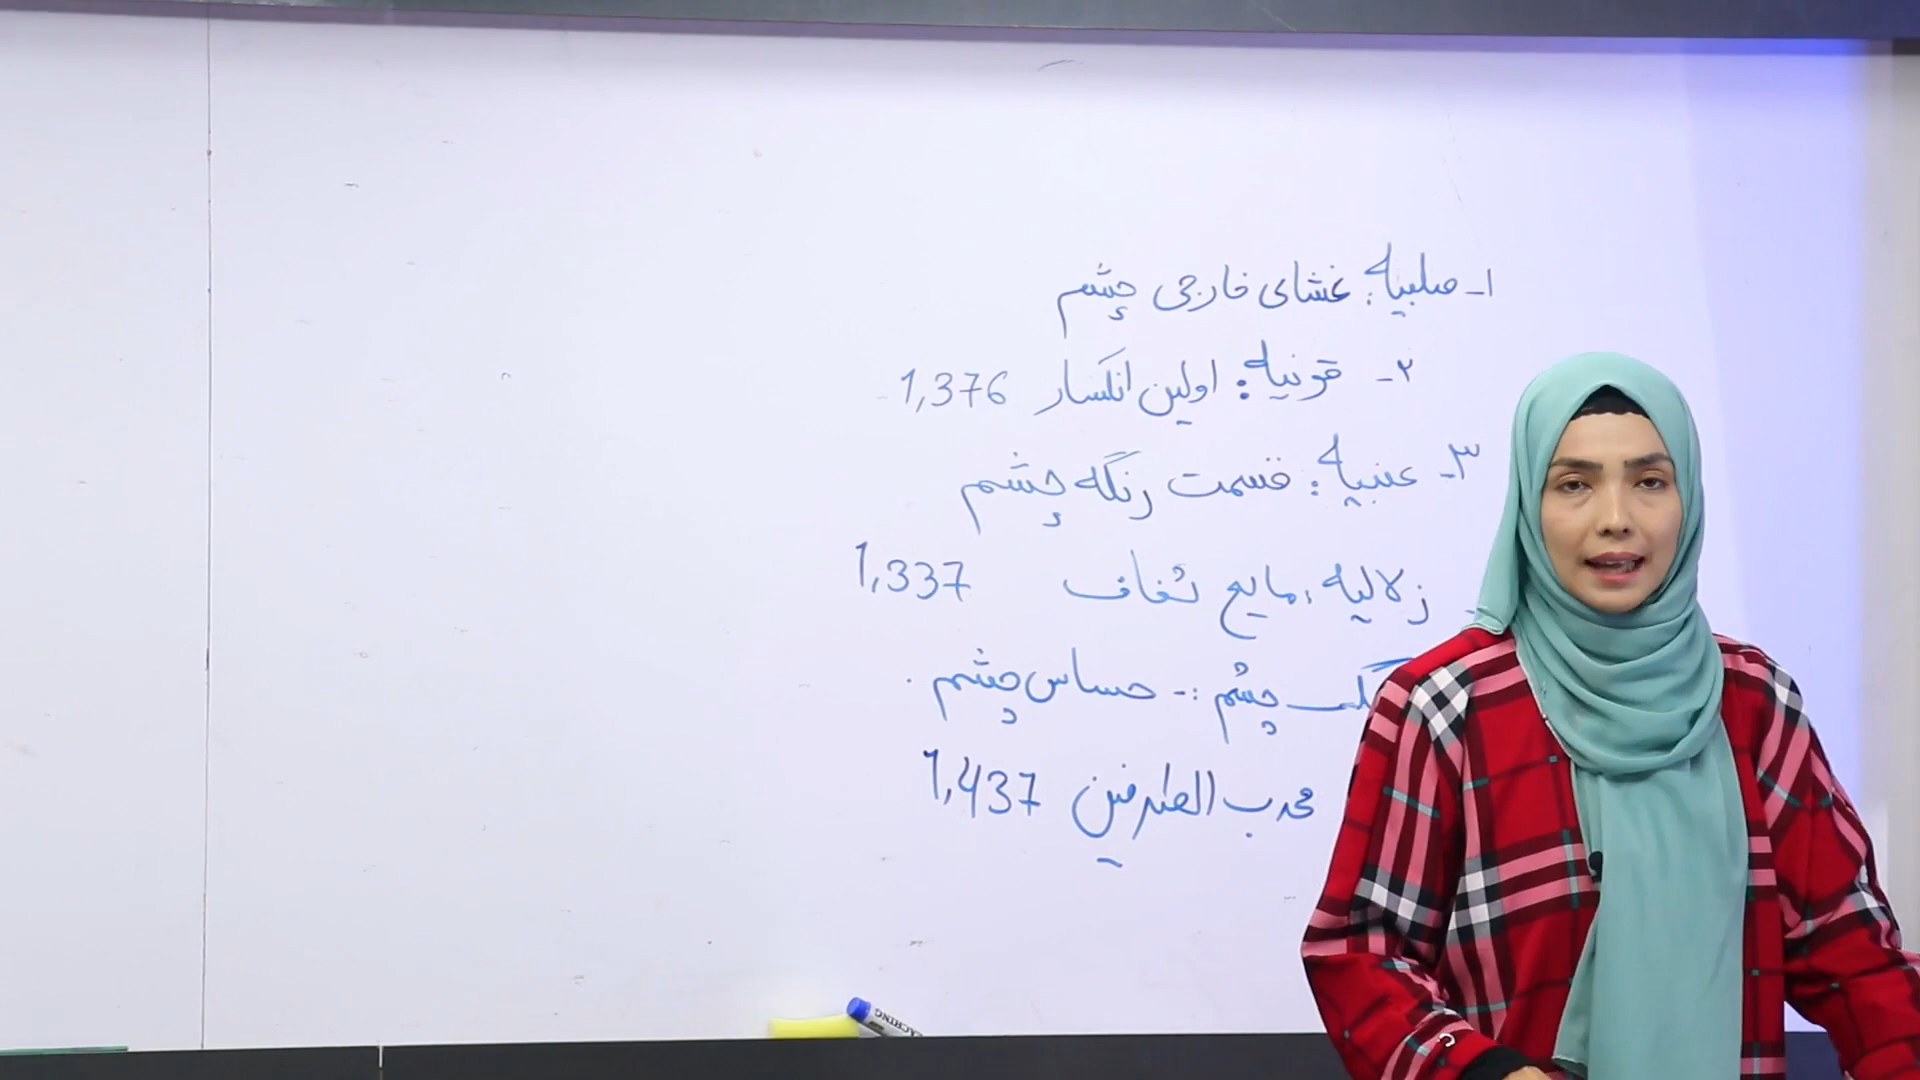 ۱- صلبیه: غشای خارجی چشم
۲- قرنیه: اولین انکسار 1,376
۳- عنبیه: قسمت رنگه چشم
زلالیه: مایع شفاف 1,337
چشم :- حساس چشم.
محدب الطرفین 1,437
ACHING